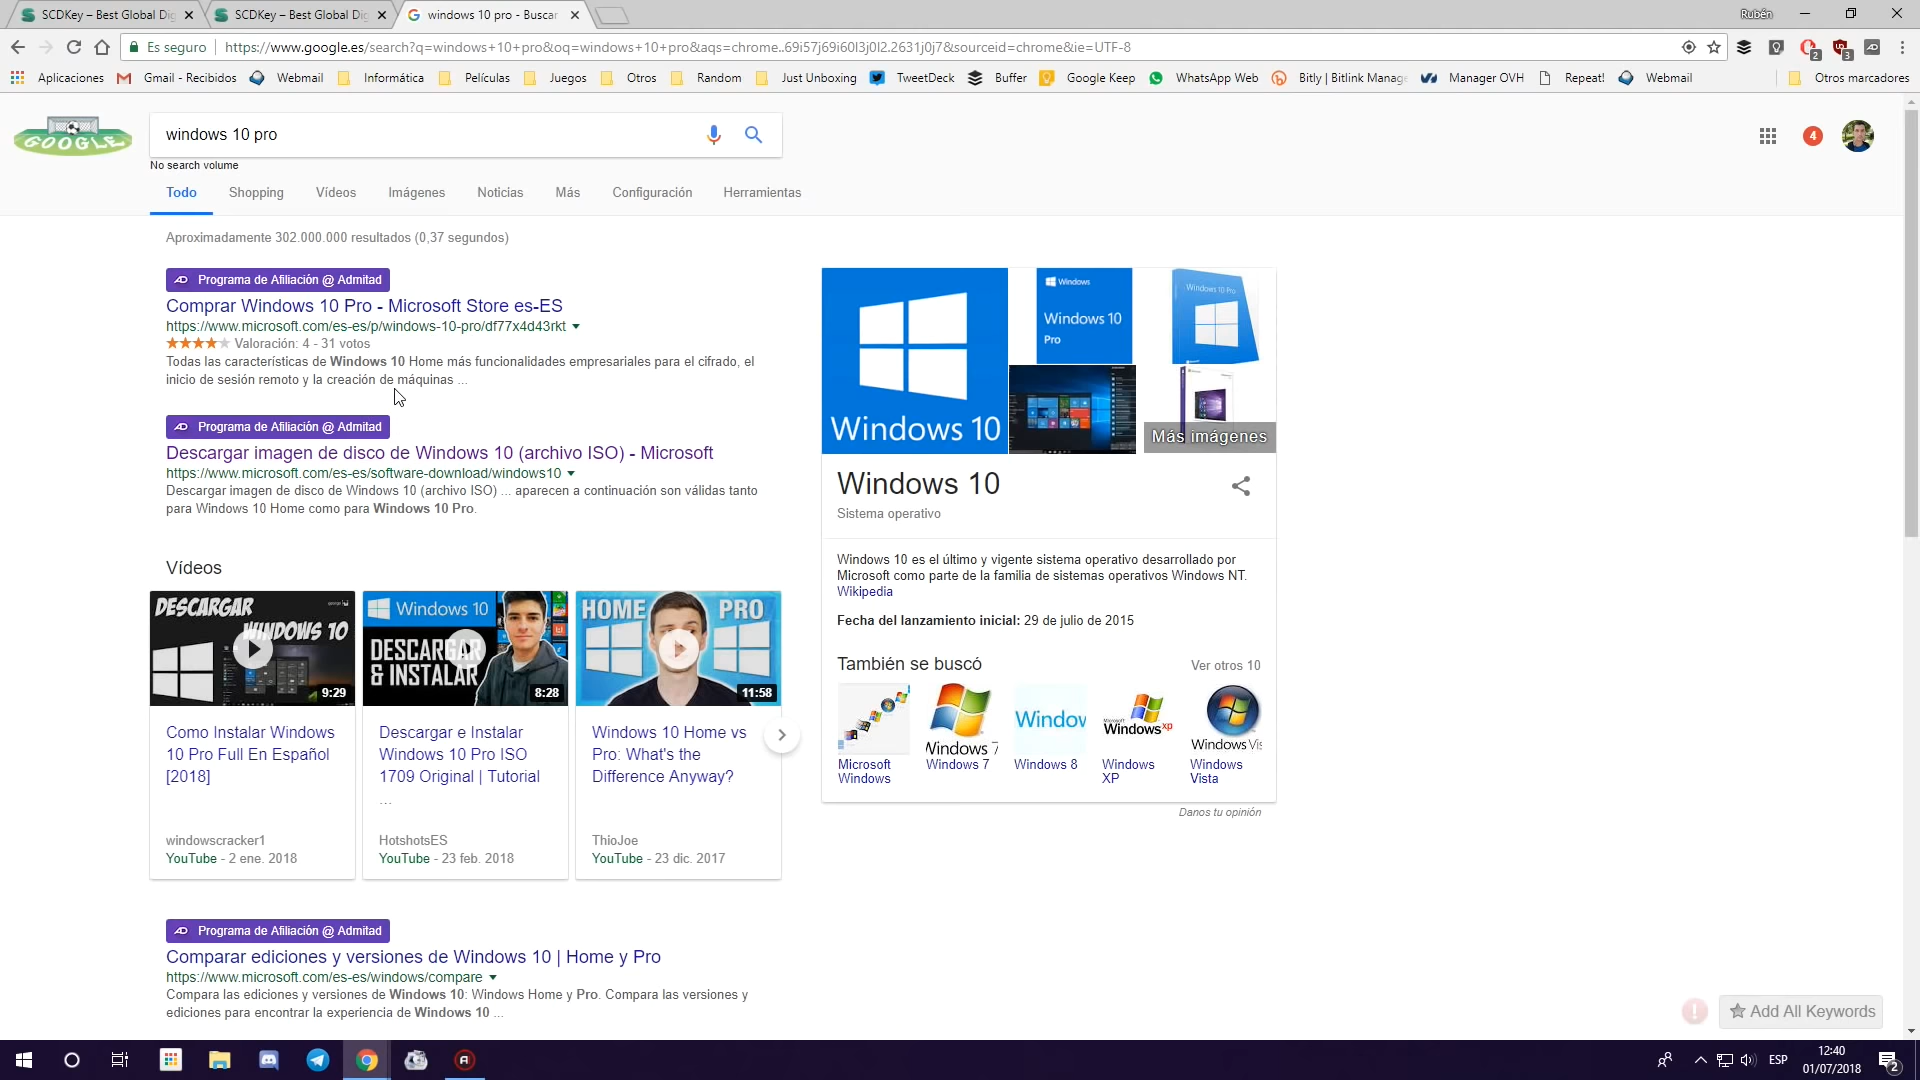 SCDKey – Best Global Dig
SCDKey – Best Global Dig
windows 10 pro - Buscar
Rubén
Es seguro
https://www.google.es/search?q=windows+10+pro&oq=windows+10+pro&aqs=chrome..69i57j69i60l3j0l2.2631j0j7&sourceid=chrome&ie=UTF-8
2
3
Aplicaciones
Gmail - Recibidos
Webmail
Informática
Películas
Juegos
Otros
Random
Just Unboxing
TweetDeck
Buffer
Google Keep
WhatsApp Web
Bitly | Bitlink Manage
Manager OVH
Repeat!
Webmail
Otros marcadores
GOOGLE
windows 10 pro
4
No search volume
Todo
Shopping
Vídeos
Imágenes
Noticias
Más
Configuración
Herramientas
Aproximadamente 302.000.000 resultados (0,37 segundos)
Programa de Afiliación @ Admitad
Comprar Windows 10 Pro - Microsoft Store es-ES
https://www.microsoft.com/es-es/p/windows-10-pro/df77x4d43rkt
Valoración: 4 - 31 votos
Todas las características de Windows 10 Home más funcionalidades empresariales para el cifrado, el
inicio de sesión remoto y la creación de máquinas ...
Programa de Afiliación @ Admitad
Descargar imagen de disco de Windows 10 (archivo ISO) - Microsoft
https://www.microsoft.com/es-es/software-download/windows10
Descargar imagen de disco de Windows 10 (archivo ISO) ... aparecen a continuación son válidas tanto
para Windows 10 Home como para Windows 10 Pro.
Vídeos
DESCARGAR
WINDOWS 10
9:29
Windows 10
DESCARGAR
& INSTALAR
8:28
HOME PRO
11:58
Como Instalar Windows
10 Pro Full En Español
[2018]
windowscracker1
YouTube - 2 ene. 2018
Descargar e Instalar
Windows 10 Pro ISO
1709 Original | Tutorial
...
HotshotsES
YouTube - 23 feb. 2018
Windows 10 Home vs
Pro: What's the
Difference Anyway?
ThioJoe
YouTube - 23 dic. 2017
Programa de Afiliación @ Admitad
Comparar ediciones y versiones de Windows 10 | Home y Pro
https://www.microsoft.com/es-es/windows/compare
Compara las ediciones y versiones de Windows 10: Windows Home y Pro. Compara las versiones y
ediciones para encontrar la experiencia de Windows 10 ...
Windows 10
Windows
Windows 10
Pro
Windows 10 Pro
Más imágenes
Windows 10
Sistema operativo
Windows 10 es el último y vigente sistema operativo desarrollado por
Microsoft como parte de la familia de sistemas operativos Windows NT.
Wikipedia
Fecha del lanzamiento inicial: 29 de julio de 2015
También se buscó
Ver otros 10
Windows 7
Window
Windows xp
Windows Vis
Microsoft
Windows
Windows 7
Windows 8
Windows
XP
Windows
Vista
Danos tu opinión
Add All Keywords
ESP
12:40
01/07/2018
2